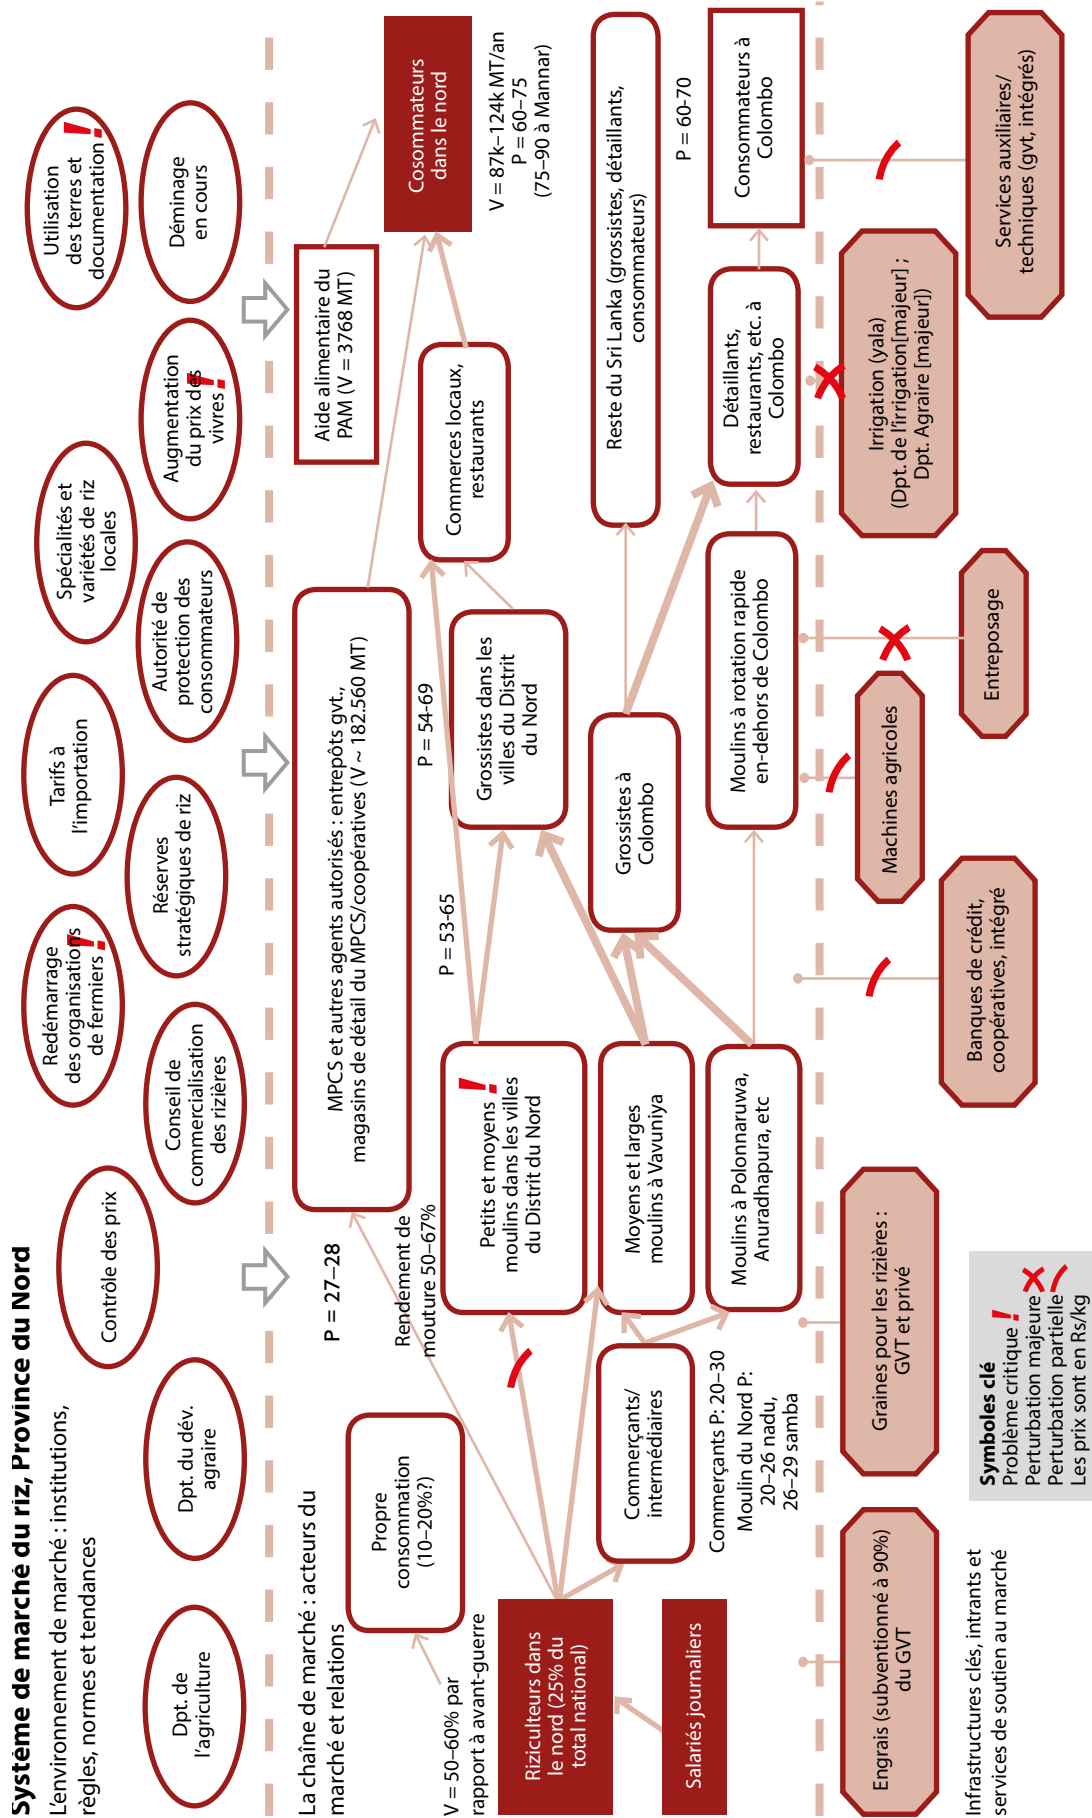 Système de marché du riz, Province du Nord
L'environnement de marché : institutions,
règles, normes et tendances
Dpt. de
l'agriculture
Dpt. du dév.
agraire
Contrôle des prix
Conseil de
commercialisation
des rizières
Redémarrage
des organisations
de fermiers !
Réserves
stratégiques de riz
Tarifs à
l'importation
Autorité de
protection des
consommateurs
Spécialités et
variétés de riz
locales
Augmentation
du prix des
vivres !
Utilisation
des terres et
documentation !
Déminage
en cours
La chaine de marché : acteurs du
marché et relations
V = 50–60% par
rapport à avant-guerre
Propre
consommation
(10–20%?)
Riziculteurs dans
le nord (25% du
total national)
Salariés journaliers
Commerçants/
intermédiaires
Commerçants P: 20–30
Moulin du Nord P:
20–26 nadu,
26–29 samba
P = 27–28
Rendement de
mouture 50–67%
MPCS et autres agents autorisés : entrepôts gvt.,
magasins de détail du MPCS/coopératives (V ~ 182.560 MT)
Petits et moyens !
moulins dans les villes
du Distrit du Nord
Moyens et larges
moulins à Vavuniya
Moulins à Polonnaruwa,
Anuradhapura, etc
P = 53-65
P = 54-69
Grossistes dans les
villes du Distrit
du Nord
Grossistes à
Colombo
Moulins à rotation rapide
en-dehors de Colombo
Aide alimentaire du
PAM (V = 3768 MT)
Commerces locaux,
restaurants
Cosommateurs
dans le nord
V = 87k–124k MT/an
P = 60–75
(75–90 à Mannar)
Reste du Sri Lanka (grossistes, détaillants,
consommateurs)
Détaillants,
restaurants, etc. à
Colombo
P = 60-70
Consommateurs à
Colombo
Engrais (subventionné à 90%)
du GVT
Graines pour les rizières :
GVT et privé
Banques de crédit,
coopératives, intégré
Machines agricoles
Entreposage
Irrigation (yala)
(Dpt. de l'irrigation[majeur] ;
Dpt. Agraire [majeur])
Services auxiliaires/
techniques (gvt, intégrés)
Infrastructures clés, intrants et
services de soutien au marché
Symboles clé
Problème critique !
Perturbation majeure
Perturbation partielle
Les prix sont en Rs/kg